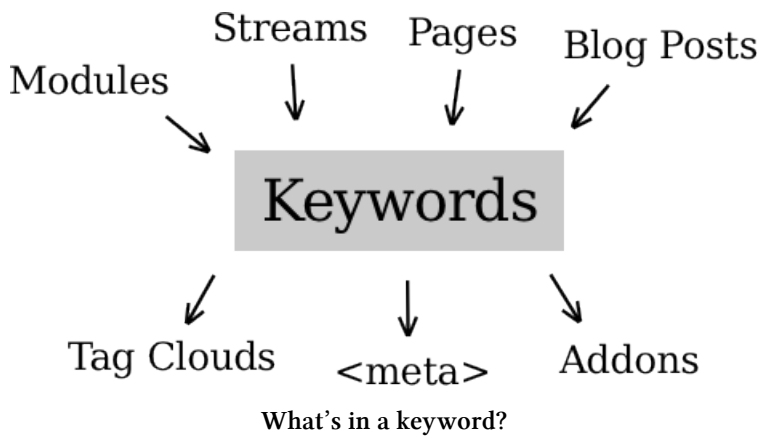 Streams
Pages
Blog Posts
Modules
Keywords
Tag Clouds
<meta>
Addons
What's in a keyword?